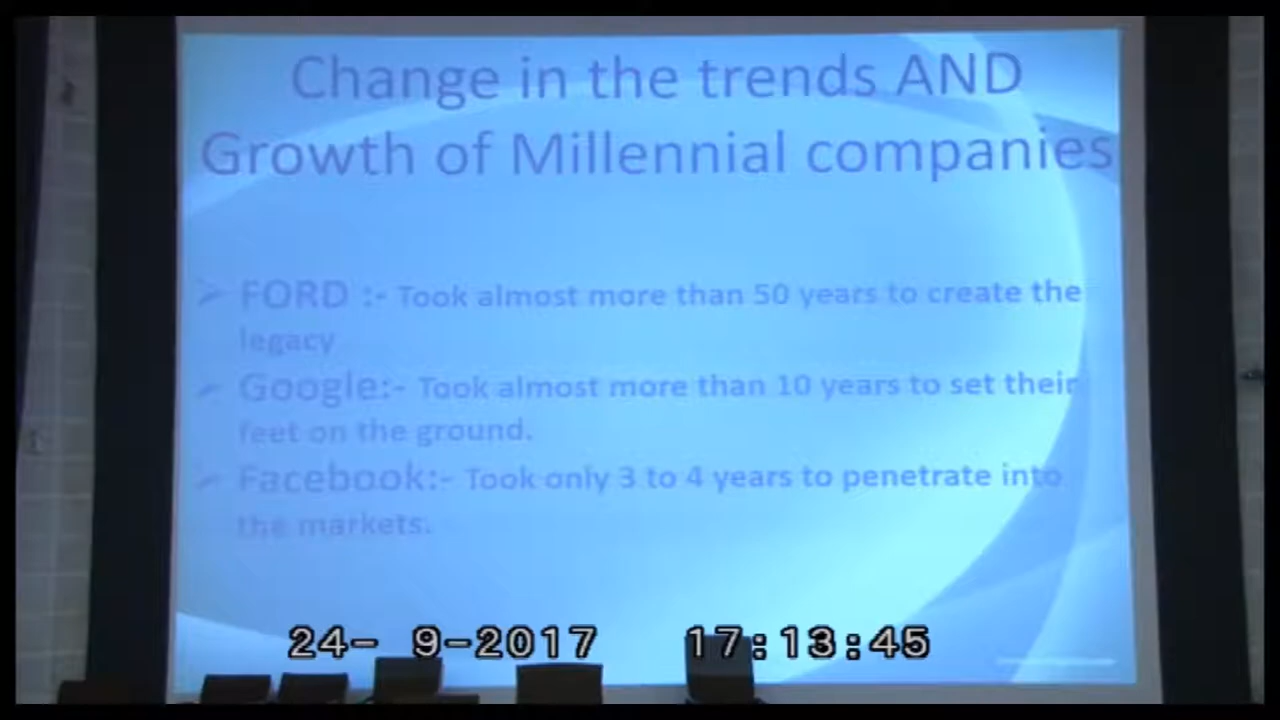 Change in the trends AND
Growth of Millennial companies
FORD :- Took almost more than 50 years to create the
legacy
Google:- Took almost more than 10 years to set their
feet on the ground.
Facebook:- Took only 3 to 4 years to penetrate into
the markets.
24- 9-2017 17:13:45